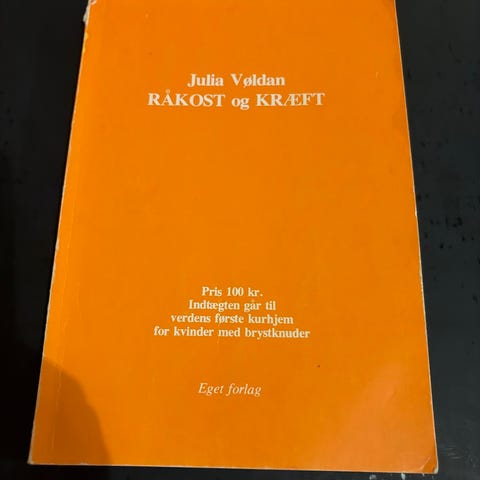 Julia Vøldan
RÅKOST og KRÆFT
Pris 100 kr.
Indtægten går til
verdens første kurhjem
for kvinder med brystknuder
Eget forlag